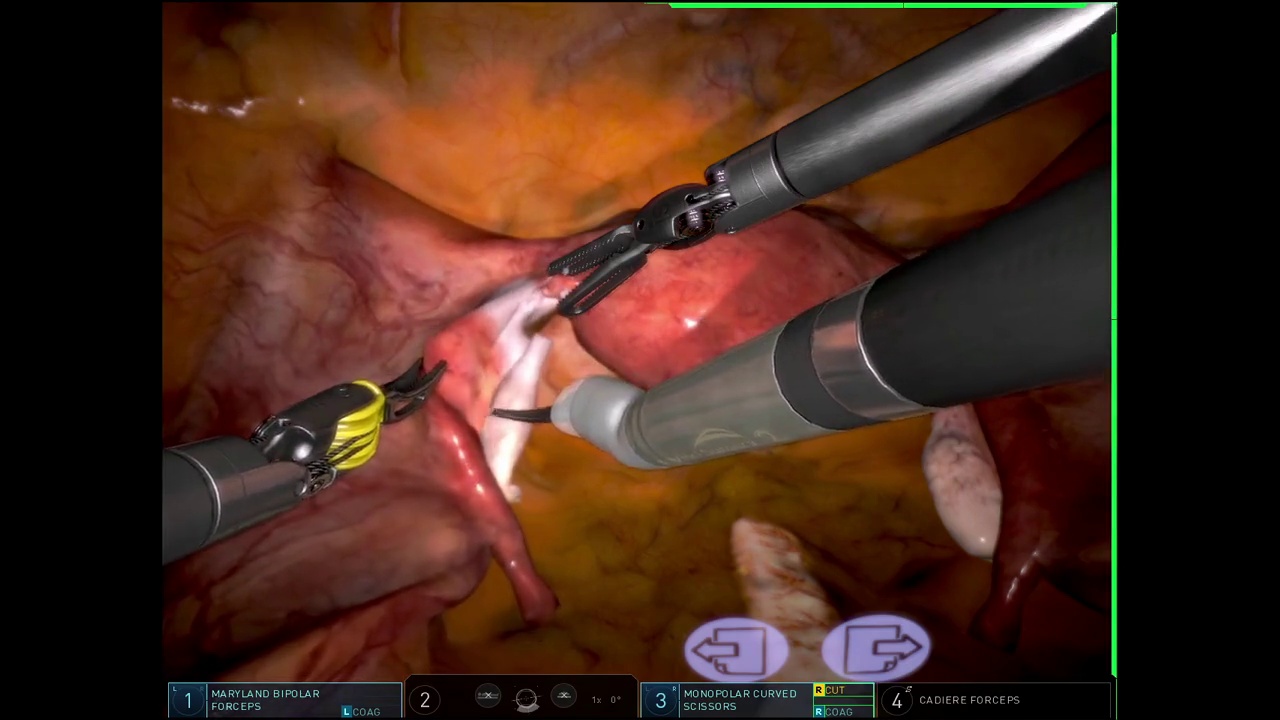 1
MARYLAND BIPOLAR
FORCEPS
L COAG
2
1x 0°
3
MONOPOLAR CURVED
SCISSORS
R CUT
R COAG
4
CADIERE FORCEPS